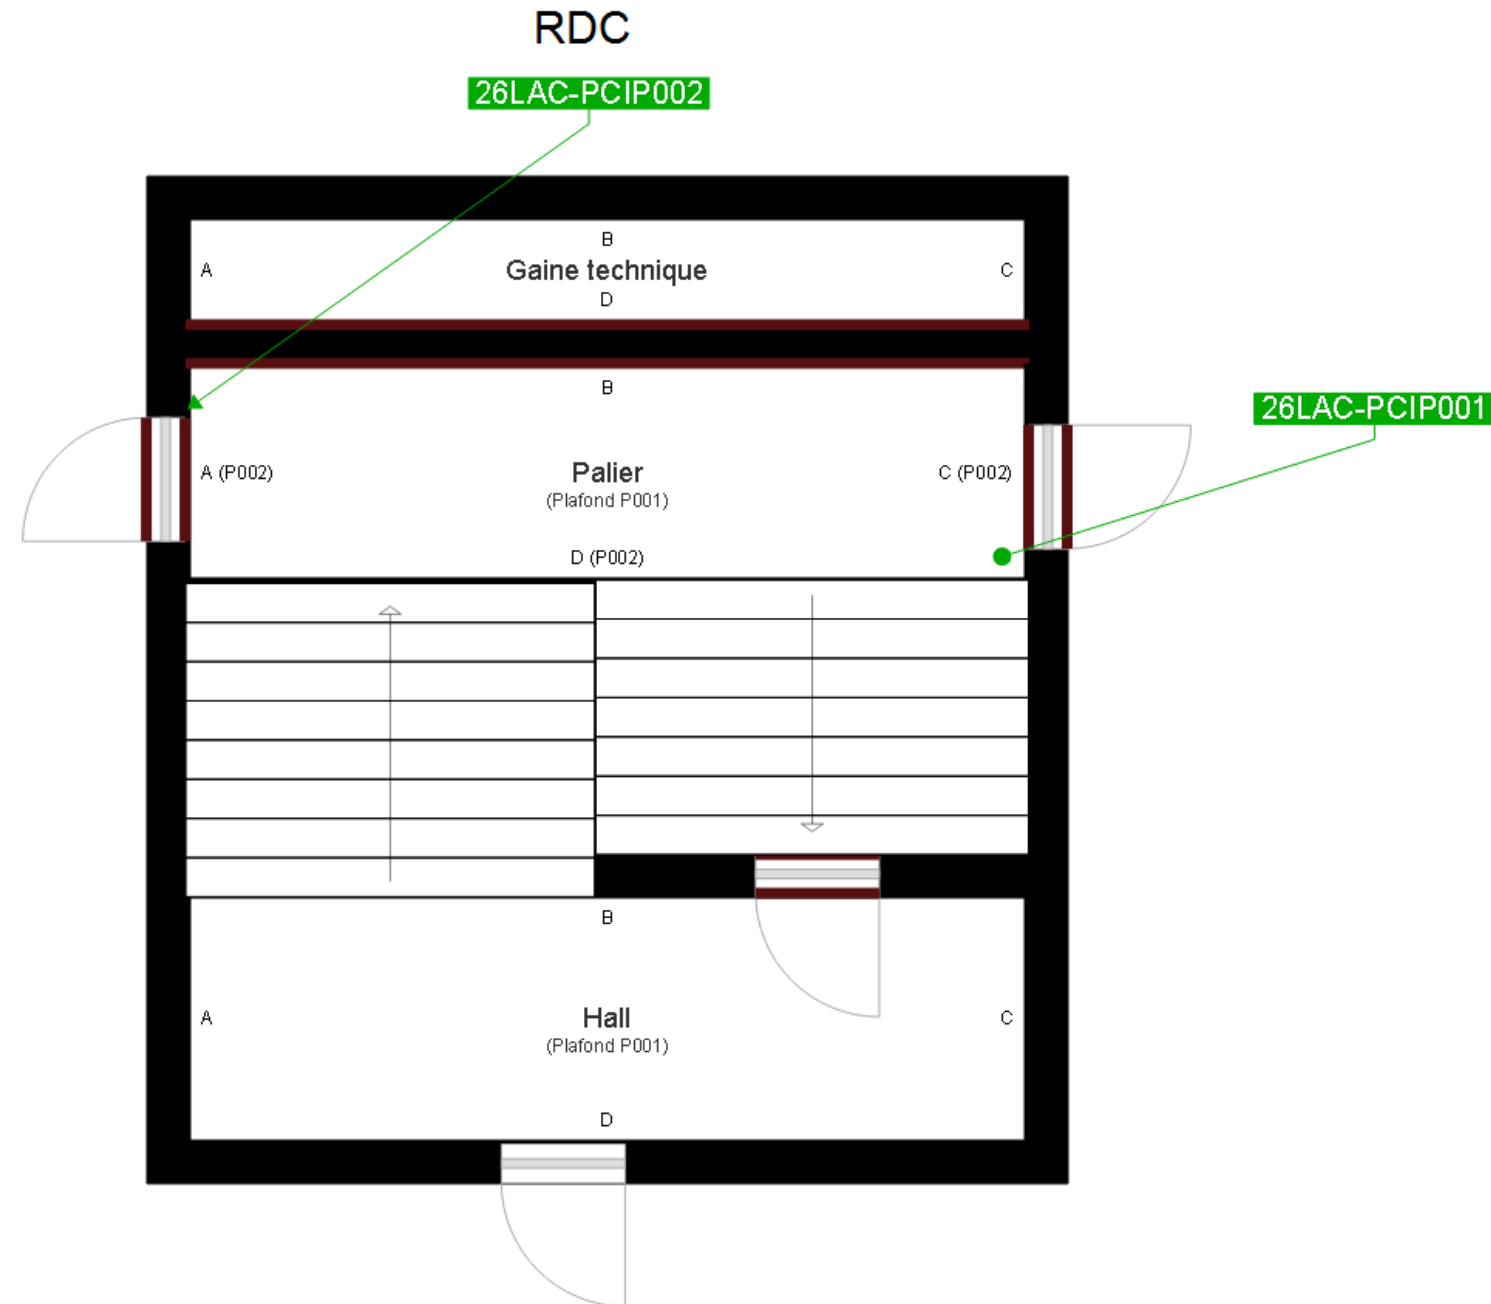 RDC
26LAC-PCIP002
B
A
Gaine technique
C
D
B
26LAC-PCIP001
A (P002)
Palier
C (P002)
(Plafond P001)
D (P002)
B
A
Hall
C
(Plafond P001)
D